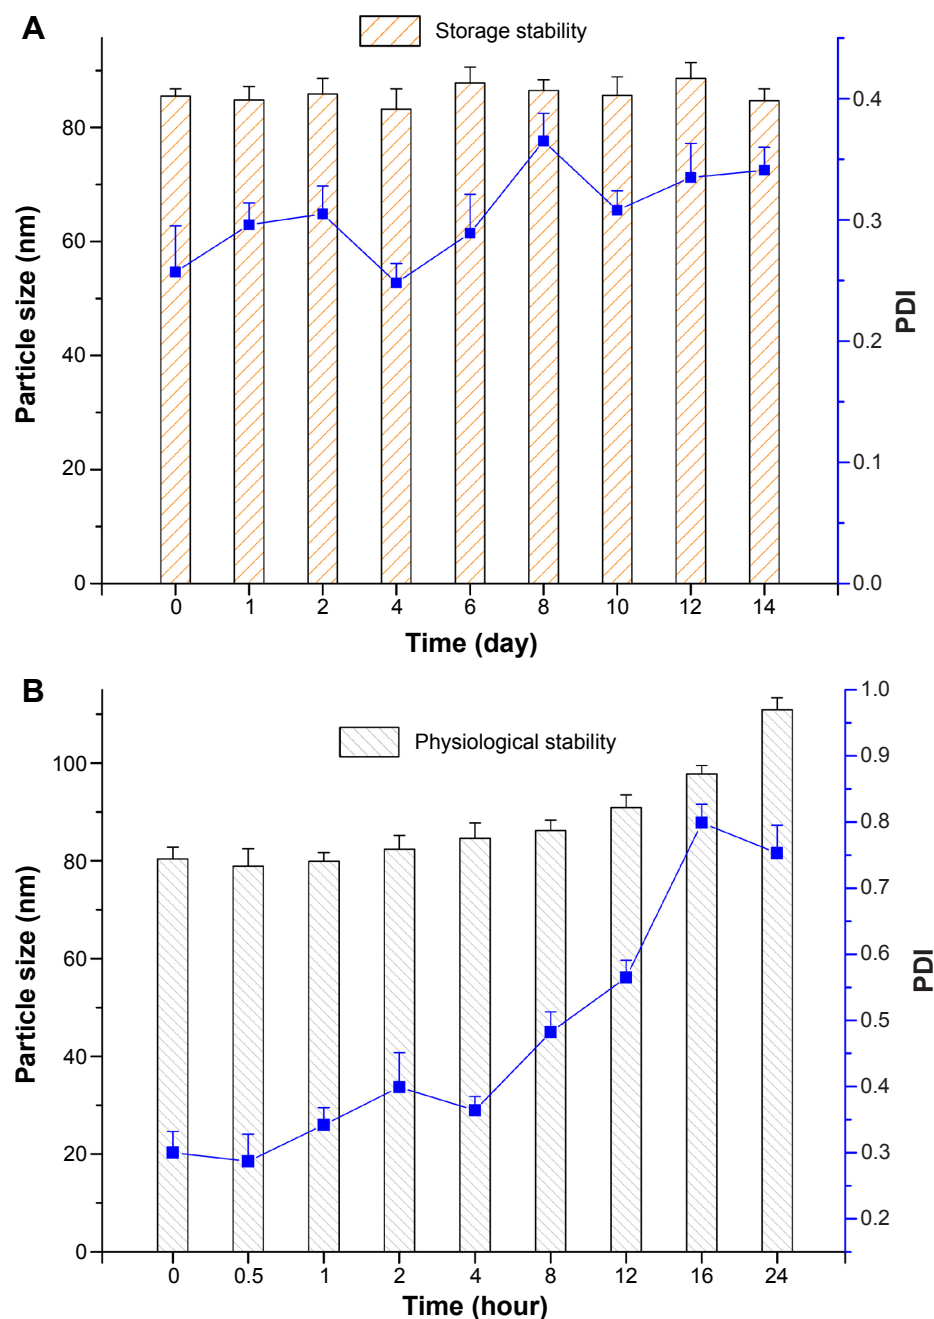 A
Storage stability
80
60
40
20
0
Particle size (nm)
0.4
0.3
0.2
0.1
0.0
PDI
0 1 2 4 6 8 10 12 14
Time (day)
B
Physiological stability
100
80
60
40
20
0
Particle size (nm)
1.0
0.9
0.8
0.7
0.6
0.5
0.4
0.3
0.2
PDI
0 0.5 1 2 4 8 12 16 24
Time (hour)